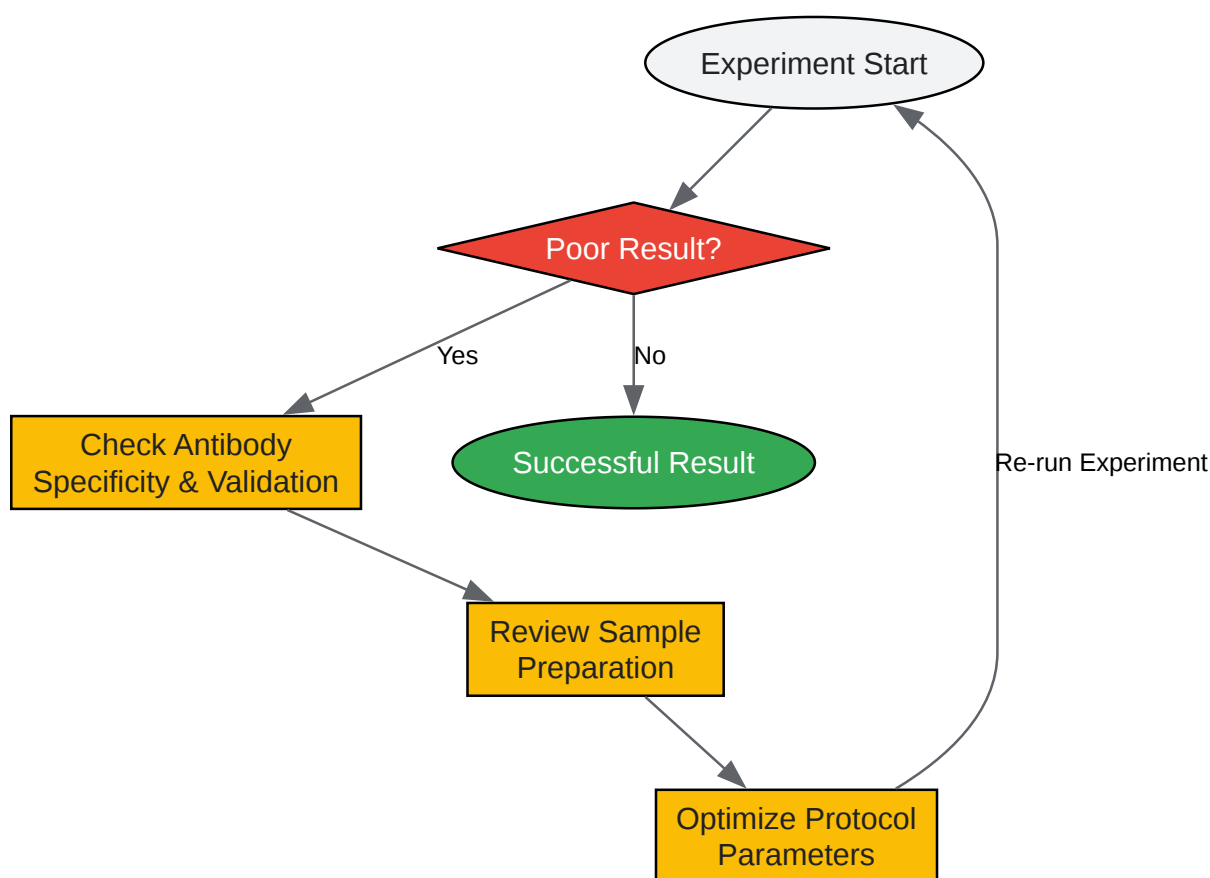 Experiment Start
Poor Result?
Yes
No
Check Antibody
Specificity & Validation
Successful Result
Re-run Experiment
Review Sample
Preparation
Optimize Protocol
Parameters